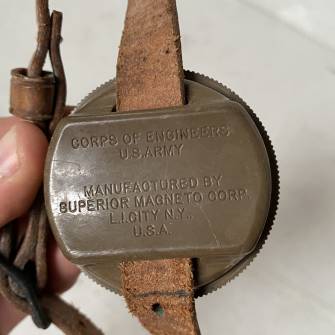 CORPS OF ENGINEERS
U.S. ARMY
MANUFACTURED BY
SUPERIOR MAGNETO CORP.
L.I. CITY N.Y.
U.S.A.